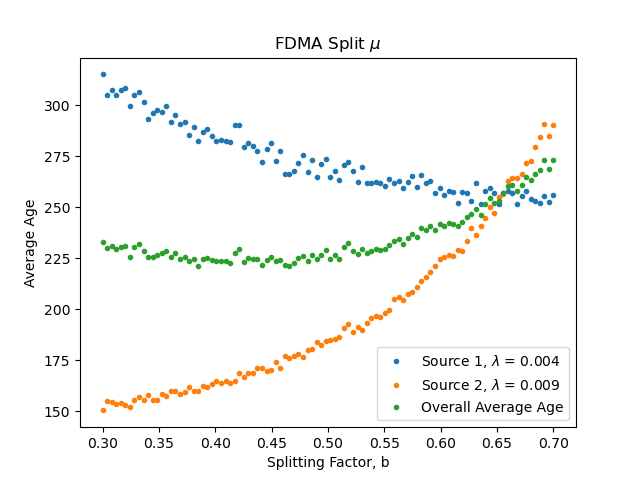 FDMA Split μ
Average Age
300
275
250
225
200
175
150
0.30 0.35 0.40 0.45 0.50 0.55 0.60 0.65 0.70
Splitting Factor, b
Source 1, λ = 0.004
Source 2, λ = 0.009
Overall Average Age